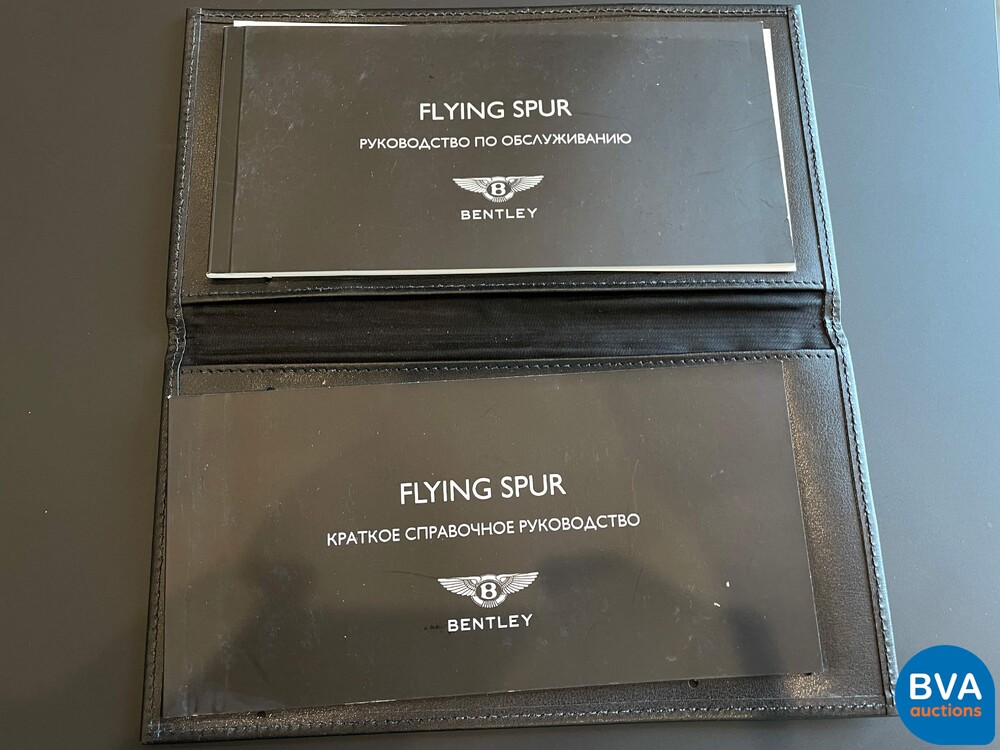 FLYING SPUR
РУКОВОДСТВО ПО ОБСЛУЖИВАНИЮ
B
BENTLEY
FLYING SPUR
КРАТКОЕ СПРАВОЧНОЕ РУКОВОДСТВО
B
BENTLEY
BVA
auctions